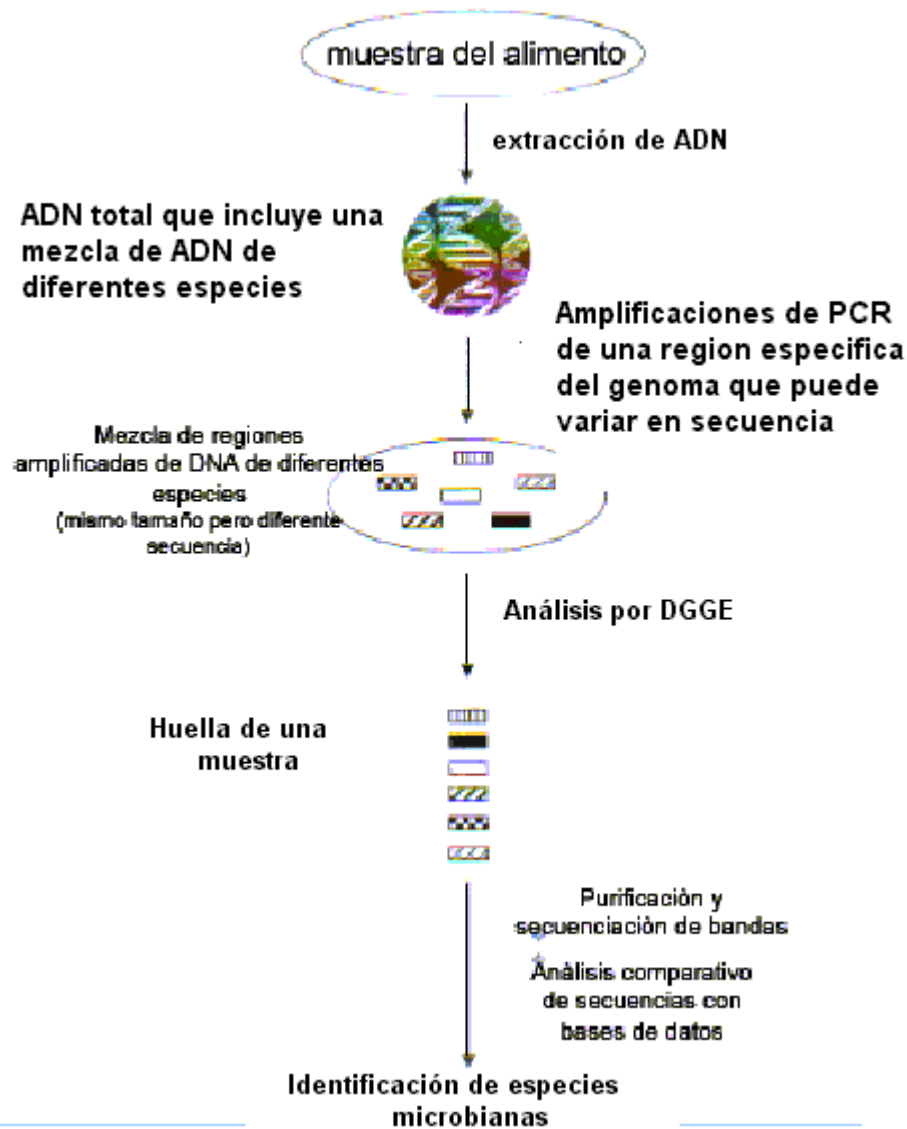 muestra del alimento
extracción de ADN
ADN total que incluye una
mezcla de ADN de
diferentes especies
Amplificaciones de PCR
de una region especifica
del genoma que puede
variar en secuencia
Mezcla de regiones
amplificadas de DNA de diferentes
especies
(mismo tamaño pero diferente
secuencia)
Análisis por DGGE
Huella de una
muestra
Purificación y
secuenciación de bandas
Análisis comparativo
de secuencias con
bases de datos
Identificación de especies
microbianas